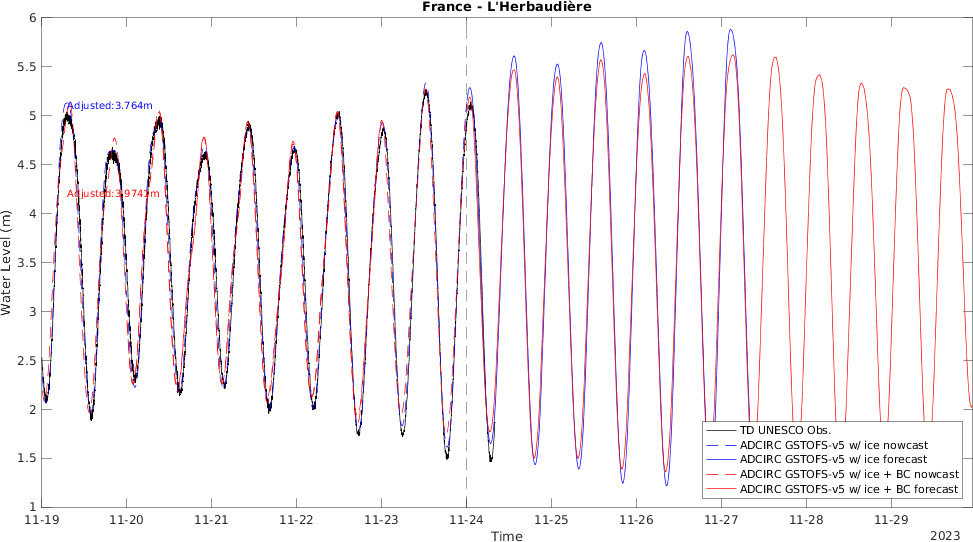 France - L'Herbaudière
6
5.5
5
4.5
4
3.5
3
2.5
2
1.5
1
Water Level (m)
Adjusted:3.764m
Adjusted:3.9741m
TD UNESCO Obs.
ADCIRC GSTOFS-v5 w/ ice nowcast
ADCIRC GSTOFS-v5 w/ ice forecast
ADCIRC GSTOFS-v5 w/ ice + BC nowcast
ADCIRC GSTOFS-v5 w/ ice + BC forecast
11-19 11-20 11-21 11-22 11-23 11-24 11-25 11-26 11-27 11-28 11-29
Time
2023